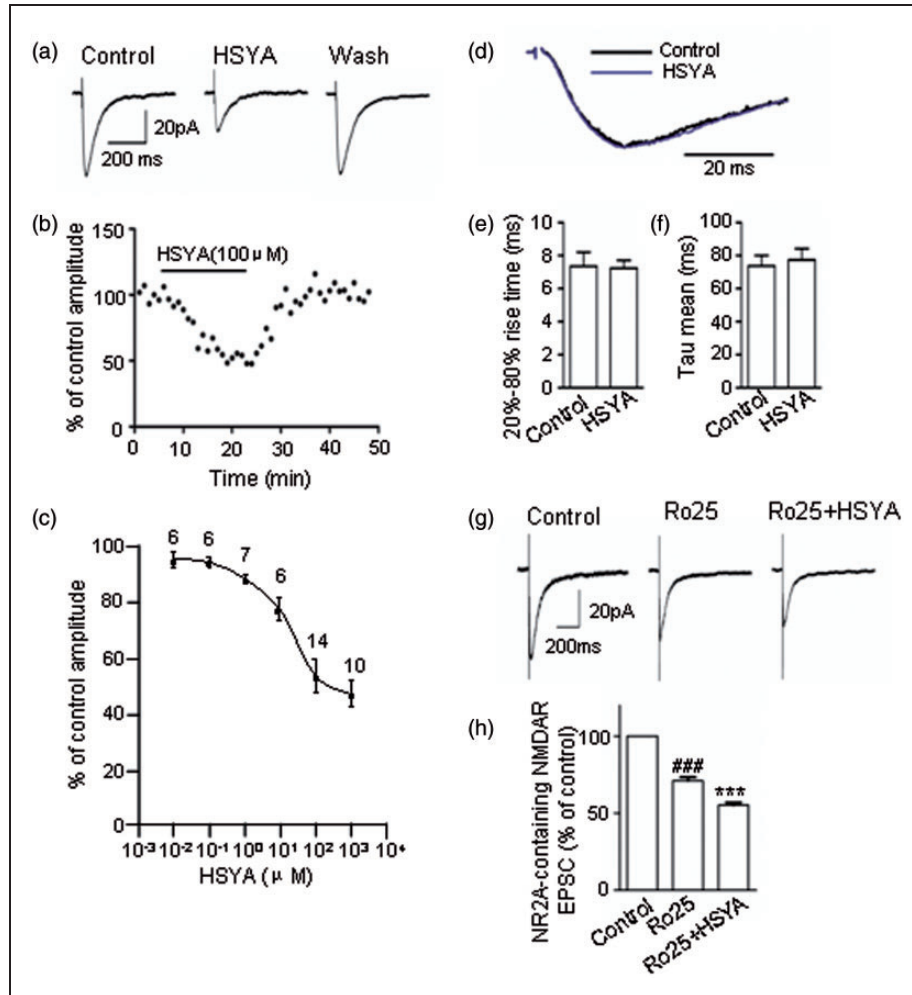 (a)
Control
HSYA
Wash
20pA
200 ms
(b)
% of control amplitude
150
100
50
0
HSYA(100μM)
0 10 20 30 40 50
Time (min)
(c)
% of control amplitude
100
80
60
40
20
0
6 6 7 6 14 10
10⁻³ 10⁻² 10⁻¹ 10⁰ 10¹ 10² 10³ 10⁴
HSYA (μ M)
(d)
Control
HSYA
20 ms
(e)
20%-80% rise time (ms)
10
8
6
4
2
0
Control
HSYA
(f)
Tau mean (ms)
100
80
60
40
20
0
Control
HSYA
(g)
Control
Ro25
Ro25+HSYA
20pA
200ms
(h)
NR2A-containing NMDAR
EPSC (% of control)
100
50
0
###
***
Control
Ro25
Ro25+HSYA